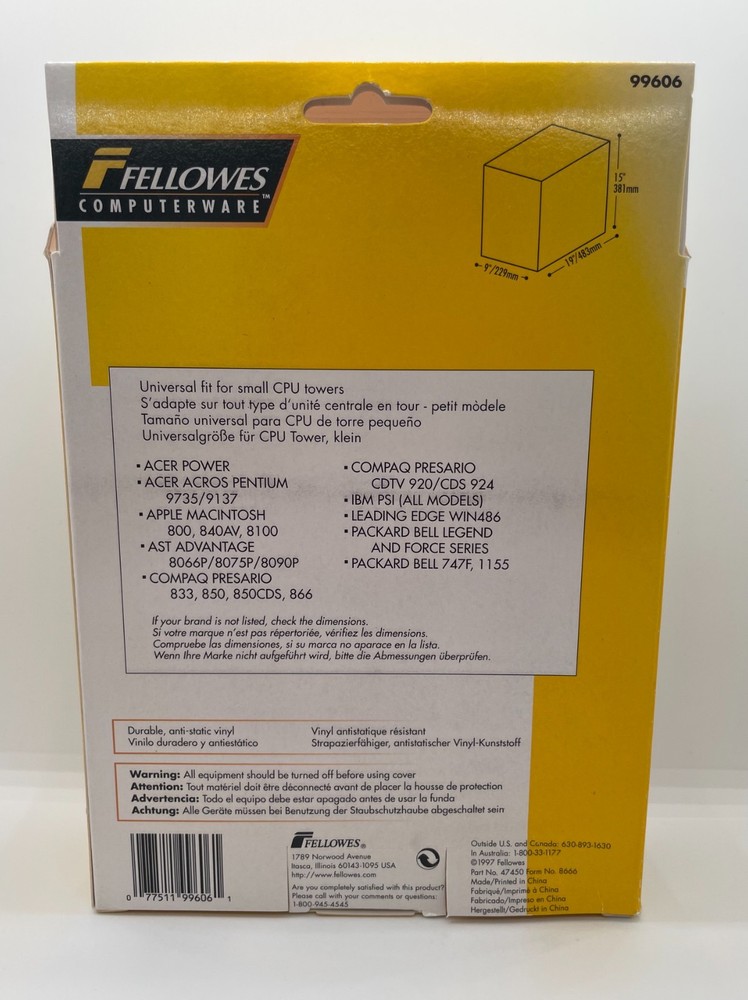 99606
FELLOWES
COMPUTERWARE™
15"
381mm
9"/229mm
19"/483mm
Universal fit for small CPU towers
S'adapte sur tout type d'unité centrale en tour - petit mòdele
Tamaño universal para CPU de torre pequeño
Universalgröße für CPU Tower, klein
▪ ACER POWER
▪ ACER ACROS PENTIUM
9735/9137
▪ APPLE MACINTOSH
800, 840AV, 8100
▪ AST ADVANTAGE
8066P/8075P/8090P
▪ COMPAQ PRESARIO
833, 850, 850CDS, 866
▪ COMPAQ PRESARIO
CDTV 920/CDS 924
▪ IBM PSI (ALL MODELS)
▪ LEADING EDGE WIN486
▪ PACKARD BELL LEGEND
AND FORCE SERIES
▪ PACKARD BELL 747F, 1155
If your brand is not listed, check the dimensions.
Si votre marque n'est pas répertoriée, vérifiez les dimensions.
Compruebe las dimensiones, si su marca no aparace en la lista.
Wenn Ihre Marke nicht aufgeführt wird, bitte die Abmessungen überprüfen.
Durable, anti-static vinyl
Vinilo duradero y antiestático
Vinyl antistatique résistant
Strapazierfähiger, antistatischer Vinyl-Kunststoff
Warning: All equipment should be turned off before using cover
Attention: Tout matériel doit être déconnecté avant de placer la housse de protection
Advertencia: Todo el equipo debe estar apagado antes de usar la funda
Achtung: Alle Geräte müssen bei Benutzung der Staubschutzhaube abgeschaltet sein
0 77511 99606 1
FELLOWES®
1789 Norwood Avenue
Itasca, Illinois 60143-1095 USA
http://www.fellowes.com
Are you completely satisfied with this product?
Please call with your comments or questions:
1-800-945-4545
Outside U.S. and Canada: 630-893-1630
In Australia: 1-800-33-1177
©1997 Fellowes
Part No. 47450 Form No. 8666
Made/Printed in China
Fabriqué/Imprimé à China
Fabricado/Impreso en China
Hergestellt/Gedruckt in China